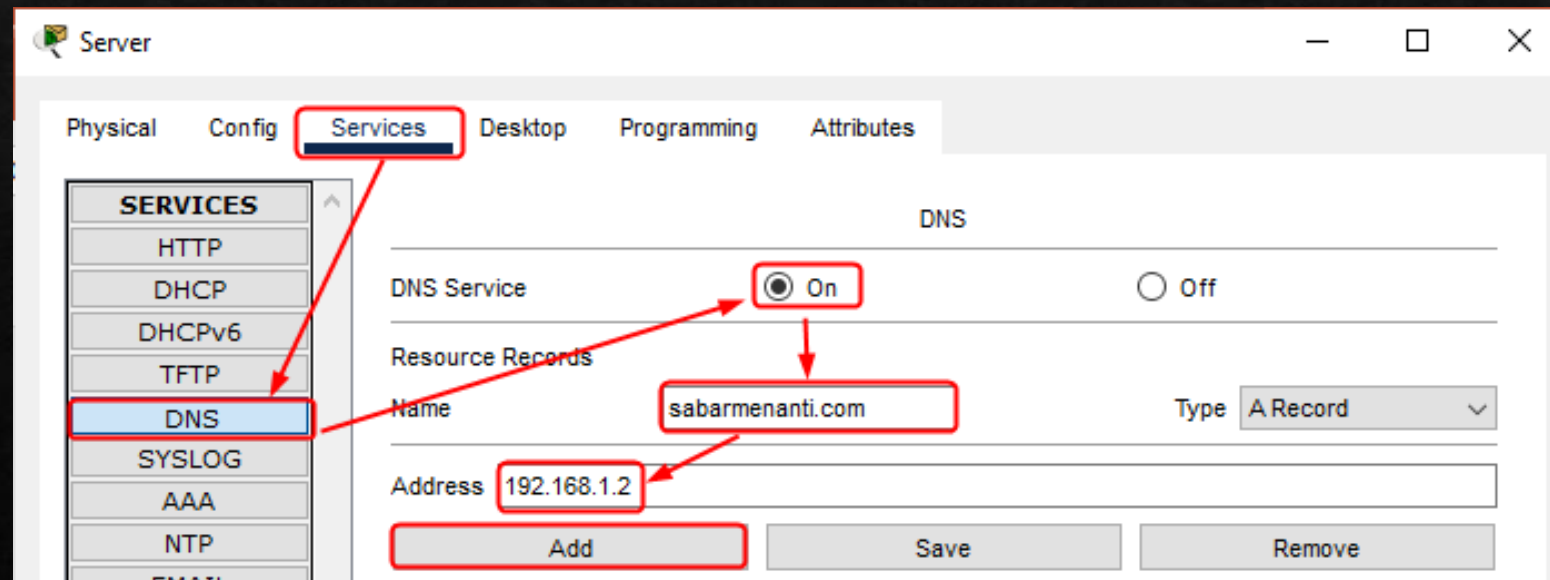 Server
Physical Config Services Desktop Programming Attributes
SERVICES
HTTP
DHCP
DHCPv6
TFTP
DNS
SYSLOG
AAA
NTP
EMAIL
DNS
DNS Service On Off
Resource Records
Name sabarmenanti.com Type A Record
Address 192.168.1.2
Add Save Remove